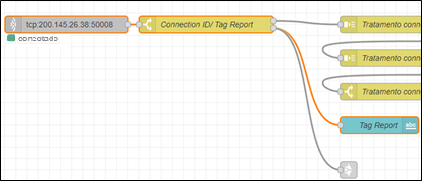 tcp:200.145.26.38:50008
conectado
Connection ID/ Tag Report
Tratamento conn
Tratamento conn
Tratamento conn
Tag Report
abc